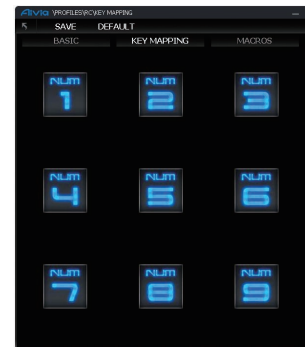 Aivia \PROFILES\RC\KEY MAPPING
SAVE DEFAULT
BASIC KEY MAPPING MACROS
NUM NUM NUM
1 2 3
NUM NUM NUM
4 5 6
NUM NUM NUM
7 8 9